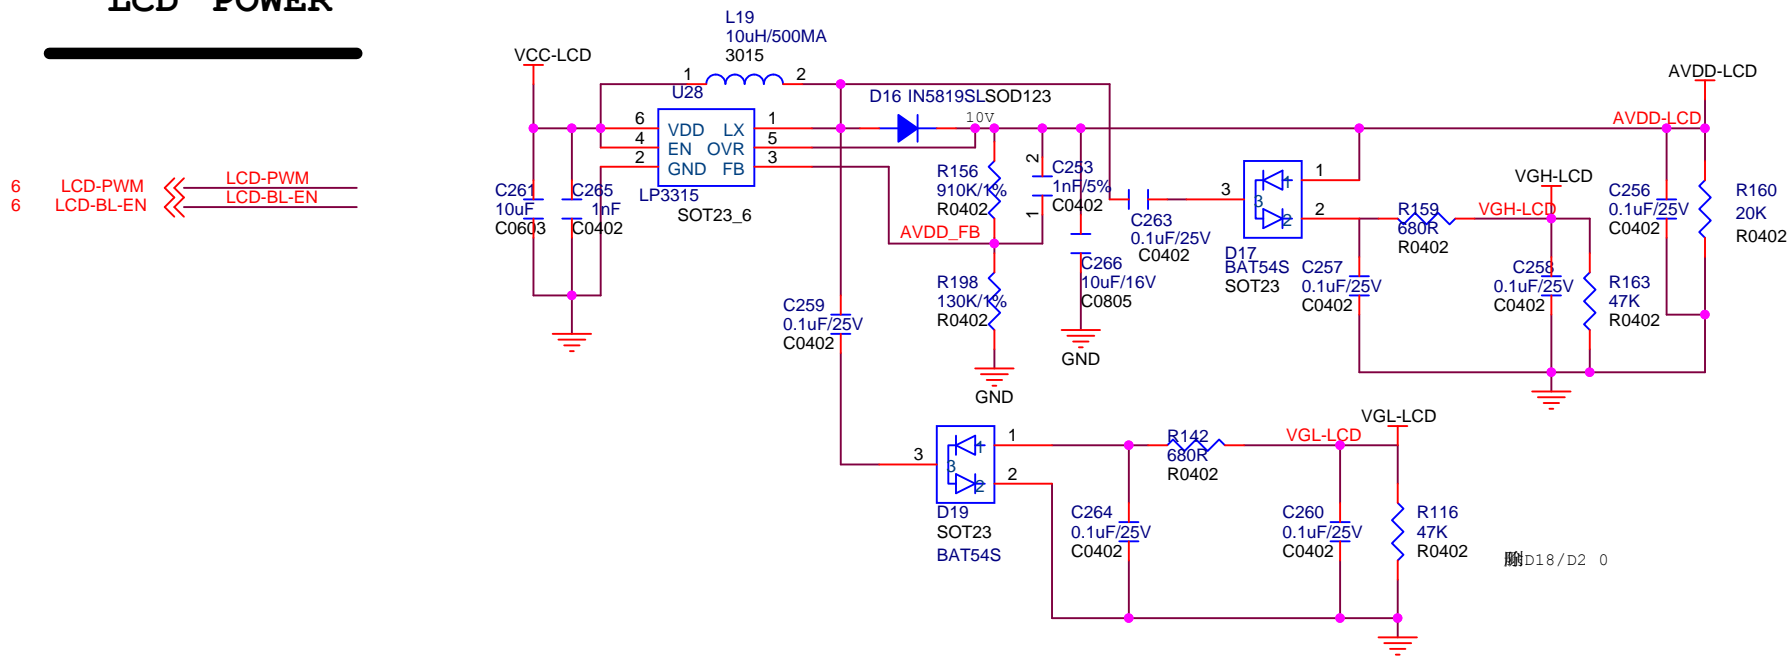 LCD POWER
L19
10uH/500MA
3015
VCC-LCD
1
2
U28
D16 IN5819SLSOD123
10V
6 VDD LX 1
4 EN OVR 5
2 GND FB 3
LP3315
SOT23_6
AVDD-LCD
AVDD-LCD
6 LCD-PWM LCD-PWM
6 LCD-BL-EN LCD-BL-EN
C261
10uF
C0603
C265
1nF
C0402
R156
910K/1%
R0402
2
C253
1nF/5%
C0402
1
AVDD_FB
C263
0.1uF/25V
C0402
3
1
2
1
3
2
D17
BAT54S
SOT23
VGH-LCD
VGH-LCD
R159
680R
R0402
C256
0.1uF/25V
C0402
R160
20K
R0402
C266
10uF/16V
C0805
GND
R198
130K/1%
R0402
GND
C257
0.1uF/25V
C0402
C258
0.1uF/25V
C0402
R163
47K
R0402
C259
0.1uF/25V
C0402
3
1
2
1
3
2
D19
SOT23
BAT54S
R142
680R
R0402
VGL-LCD
VGL-LCD
C264
0.1uF/25V
C0402
C260
0.1uF/25V
C0402
R116
47K
R0402
D18/D2 0